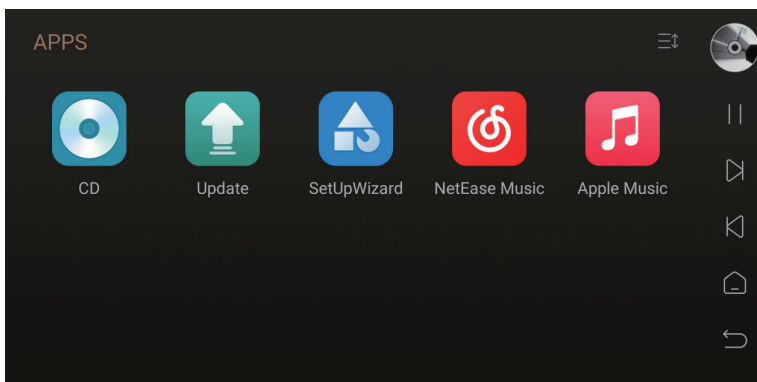 APPS
CD
Update
SetUpWizard
NetEase Music
Apple Music